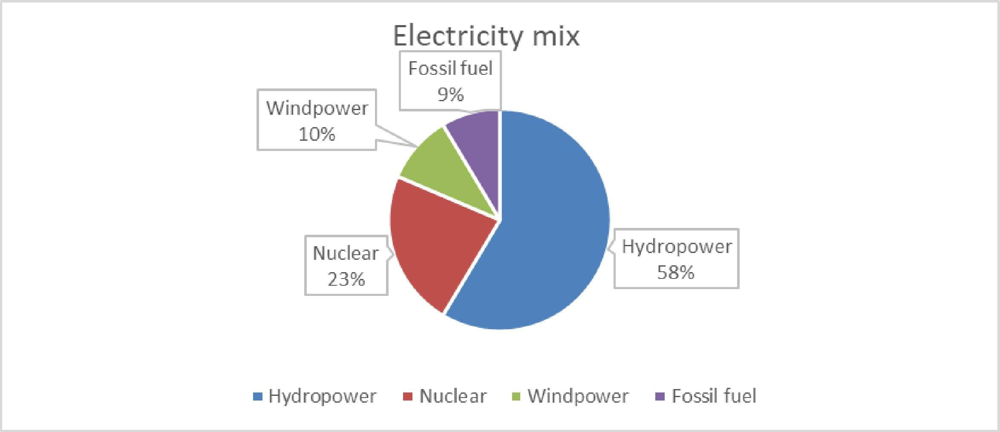 Electricity mix
Fossil fuel
9%
Windpower
10%
Nuclear
23%
Hydropower
58%
Hydropower Nuclear Windpower Fossil fuel